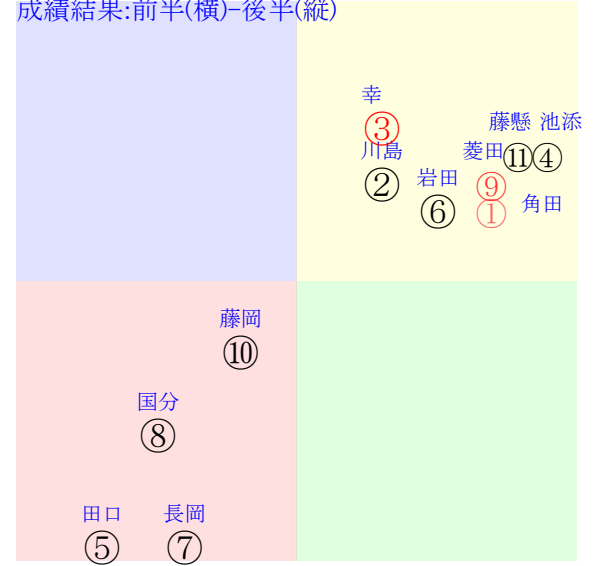 成績結果:前半(横)-後半(縦)
幸
③
藤懸 池添
川島 菱田 ⑪ ④
② 岩田 ⑨
⑥ ① 角田
藤岡
⑩
国分
⑧
田口 長岡
⑤ ⑦